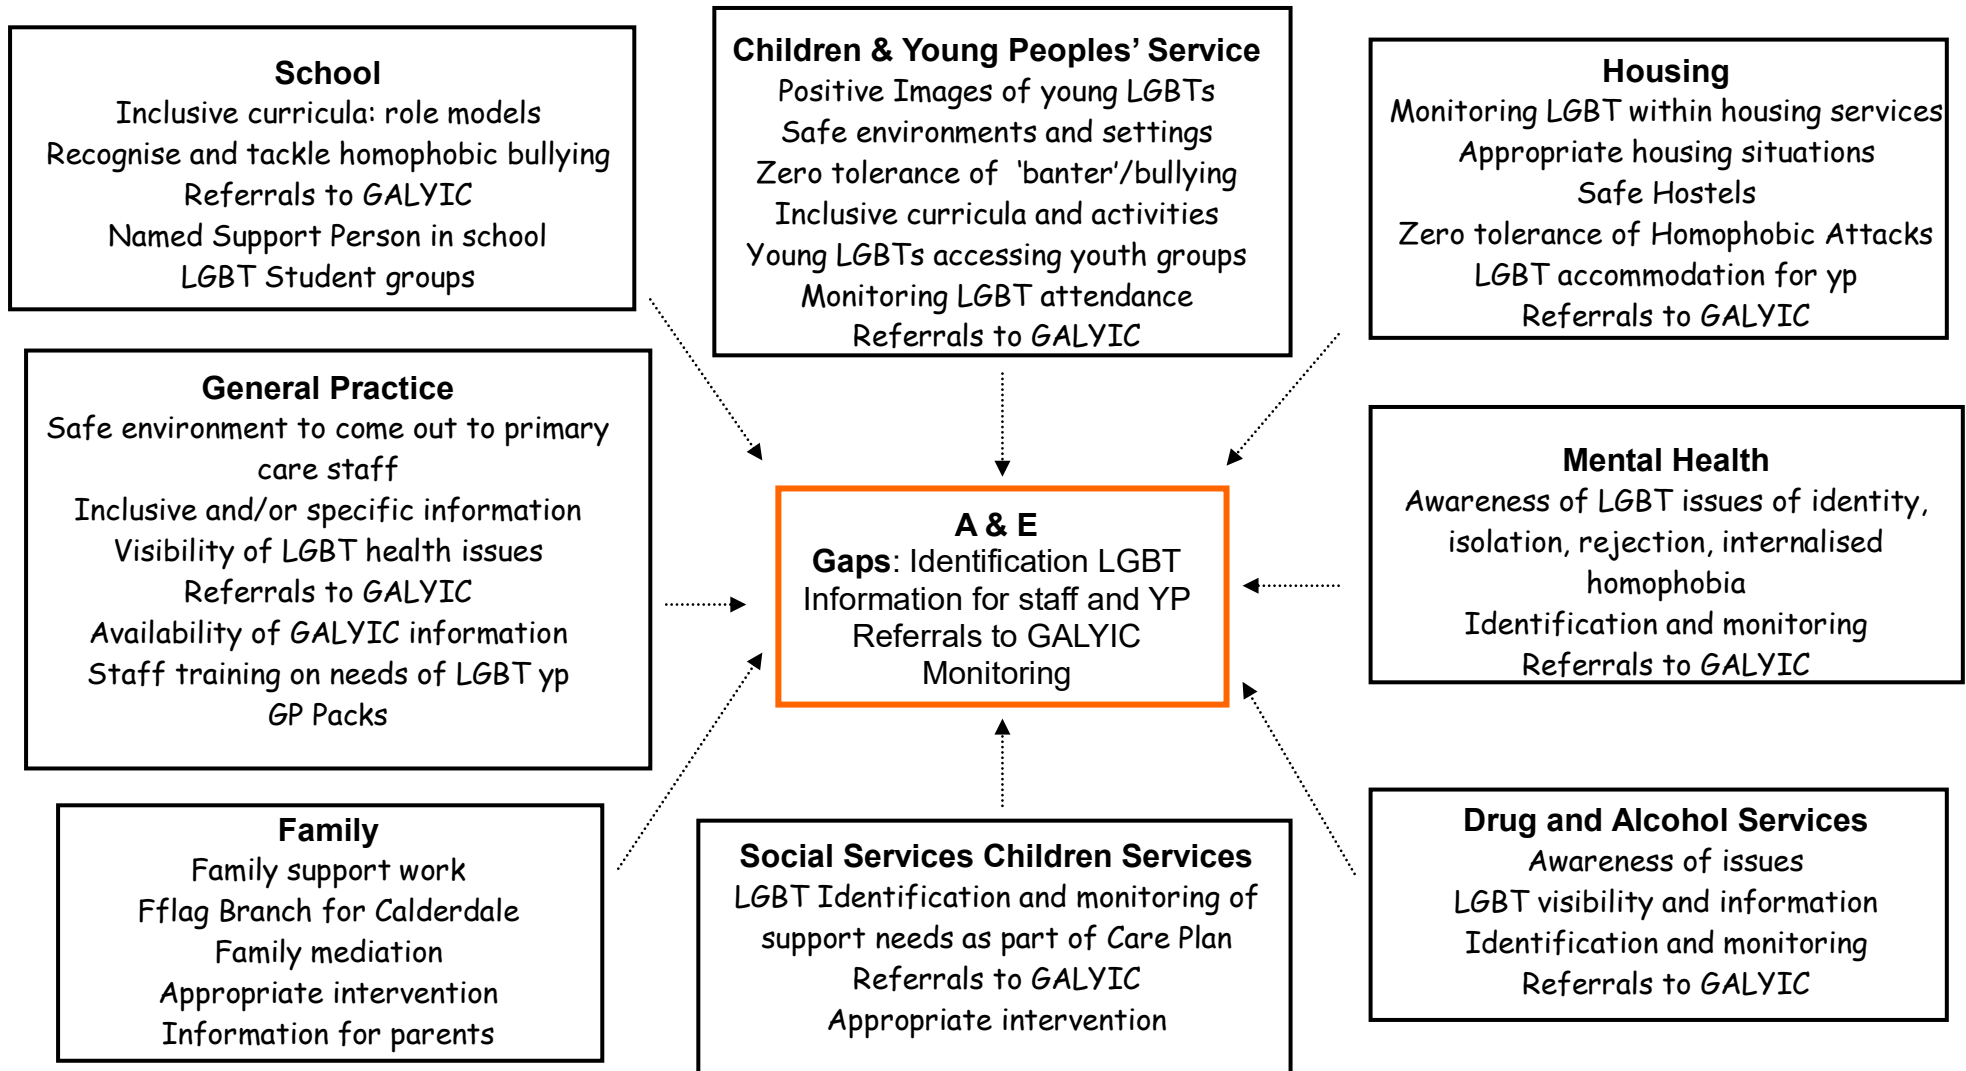 School
Inclusive curricula: role models
Recognise and tackle homophobic bullying
Referrals to GALYIC
Named Support Person in school
LGBT Student groups
Children & Young Peoples’ Service
Positive Images of young LGBTs
Safe environments and settings
Zero tolerance of ‘banter’/bullying
Inclusive curricula and activities
Young LGBTs accessing youth groups
Monitoring LGBT attendance
Referrals to GALYIC
Housing
Monitoring LGBT within housing services
Appropriate housing situations
Safe Hostels
Zero tolerance of Homophobic Attacks
LGBT accommodation for yp
Referrals to GALYIC
General Practice
Safe environment to come out to primary
care staff
Inclusive and/or specific information
Visibility of LGBT health issues
Referrals to GALYIC
Availability of GALYIC information
Staff training on needs of LGBT yp
GP Packs
A & E
Gaps: Identification LGBT
Information for staff and YP
Referrals to GALYIC
Monitoring
Mental Health
Awareness of LGBT issues of identity,
isolation, rejection, internalised
homophobia
Identification and monitoring
Referrals to GALYIC
Family
Family support work
Fflag Branch for Calderdale
Family mediation
Appropriate intervention
Information for parents
Social Services Children Services
LGBT Identification and monitoring of
support needs as part of Care Plan
Referrals to GALYIC
Appropriate intervention
Drug and Alcohol Services
Awareness of issues
LGBT visibility and information
Identification and monitoring
Referrals to GALYIC